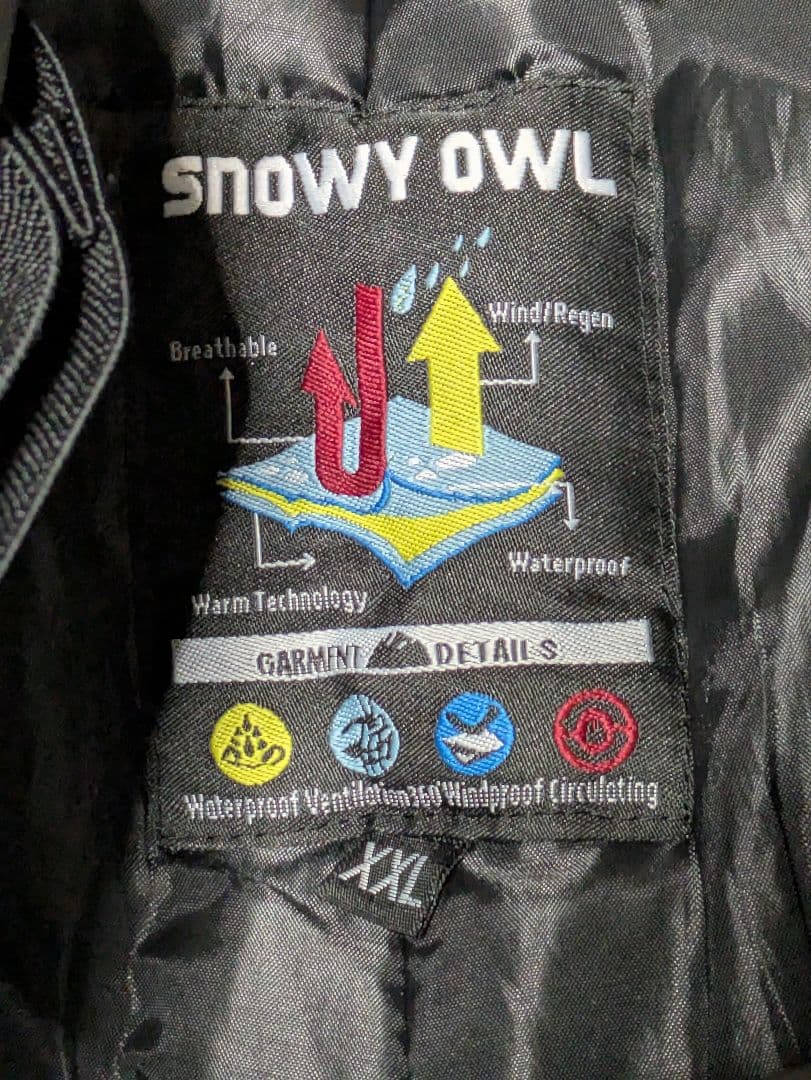 SNOWY OWL
Wind/Regen
Breathable
Waterproof
Warm Technology
GARMENT DETAILS
Waterproof Ventilation360° Windproof Circulating
XXL